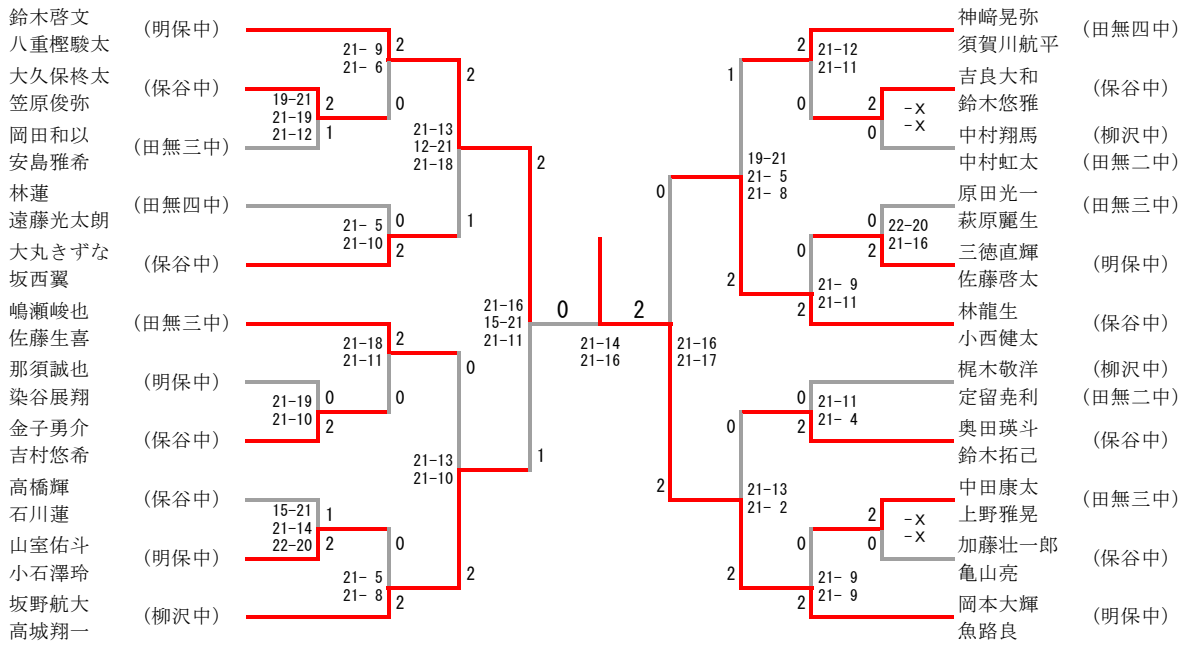 鈴木啓文
八重樫駿太
(明保中)
大久保柊太
笠原俊弥
(保谷中)
岡田和以
安島雅希
(田無三中)
林蓮
遠藤光太朗
(田無四中)
大丸きずな
坂西翼
(保谷中)
嶋瀬峻也
佐藤生喜
(田無三中)
那須誠也
染谷展翔
(明保中)
金子勇介
吉村悠希
(保谷中)
高橋輝
石川蓮
(保谷中)
山室佑斗
小石澤玲
(明保中)
坂野航大
高城翔一
(柳沢中)
19-21
21-19
21-12
2
1
21- 9
21- 6
2
0
21- 5
21-10
0
2
21-13
12-21
21-18
2
1
21-19
21-10
0
2
21-18
21-11
2
0
15-21
21-14
22-20
1
2
21- 5
21- 8
0
2
21-13
21-10
0
2
21-16
15-21
21-11
2
1
0
2
21-14
21-16
21-16
21-17
0
2
19-21
21- 5
21- 8
1
2
21-12
21-11
2
0
-X
-X
2
0
22-20
21-16
0
2
21- 9
21-11
0
2
21-13
21- 2
0
2
21-11
21- 4
0
2
-X
-X
2
0
21- 9
21- 9
0
2
神﨑晃弥
須賀川航平
(田無四中)
吉良大和
鈴木悠雅
(保谷中)
中村翔馬
(柳沢中)
中村虹太
(田無二中)
原田光一
萩原麗生
(田無三中)
三徳直輝
佐藤啓太
(明保中)
林龍生
小西健太
(保谷中)
梶木敬洋
(柳沢中)
定留尭利
(田無二中)
奥田瑛斗
鈴木拓己
(保谷中)
中田康太
上野雅晃
(田無三中)
加藤壮一郎
亀山亮
(保谷中)
岡本大輝
魚路良
(明保中)